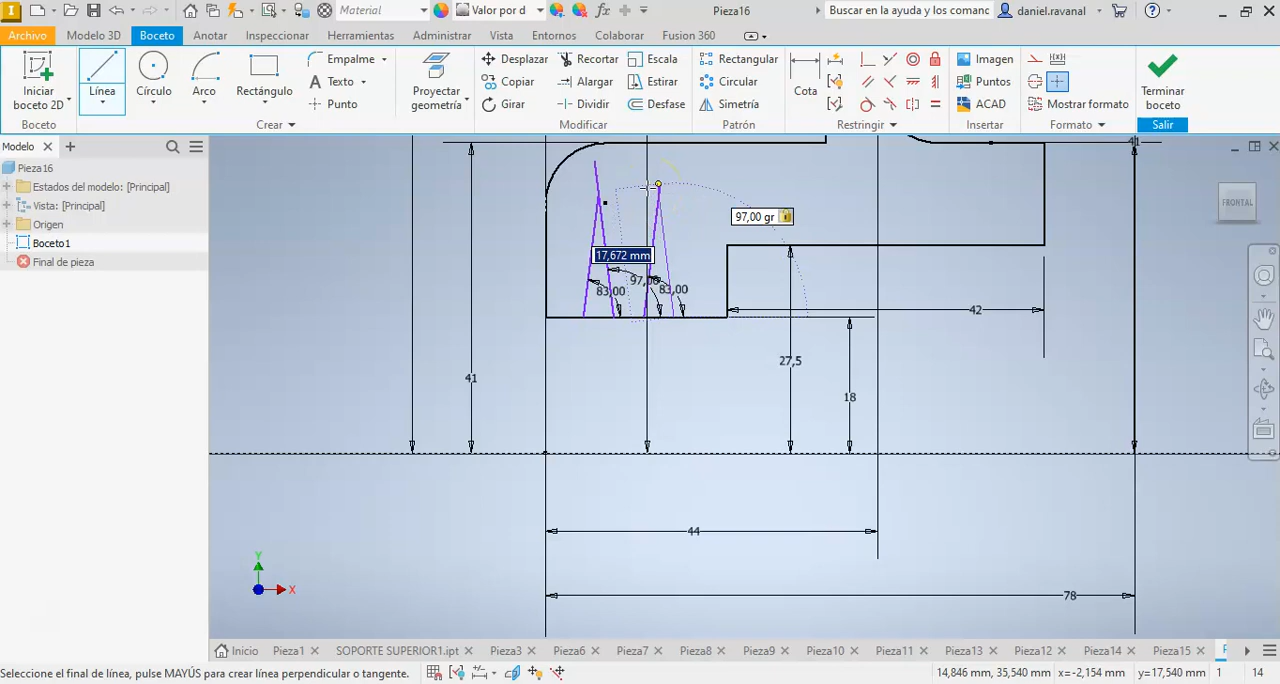 Material
Valor por d
Pieza16
Buscar en la ayuda y los comanc
daniel.ravanal
Archivo Modelo 3D Boceto Anotar Inspeccionar Herramientas Administrar Vista Entornos Colaborar Fusion 360
Iniciar
boceto 2D
Boceto
Línea
Círculo
Arco
Rectángulo
Empalme
Texto
Punto
Crear
Proyectar
geometría
Desplazar
Copiar
Girar
Recortar
Alargar
Dividir
Escala
Estirar
Desfase
Modificar
Rectangular
Circular
Simetría
Patrón
Cota
Restringir
Imagen
Puntos
ACAD
Insertar
Mostrar formato
Formato
Terminar
boceto
Salir
Modelo
Pieza16
Estados del modelo: [Principal]
Vista: [Principal]
Origen
Boceto1
Final de pieza
41
97,00 gr
17,672 mm
83,00
97,0
83,00
42
27,5
18
41
44
78
FRONTAL
Y
X
Inicio Pieza1 SOPORTE SUPERIOR1.ipt Pieza3 Pieza6 Pieza7 Pieza8 Pieza9 Pieza10 Pieza11 Pieza13 Pieza12 Pieza14 Pieza15
Seleccione el final de línea, pulse MAYÚS para crear línea perpendicular o tangente.
14,846 mm, 35,540 mm x=-2,154 mm y=17,540 mm 1 14